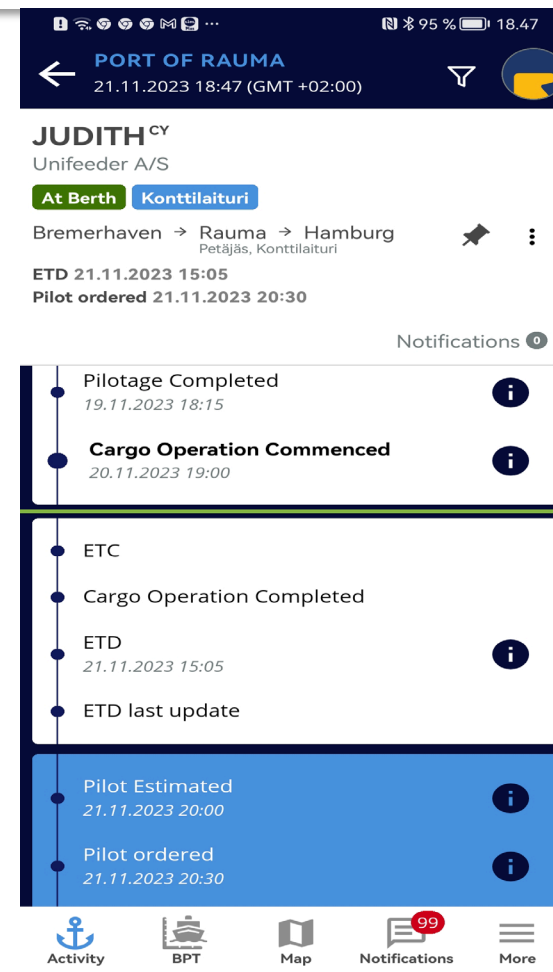 95 % 18.47
PORT OF RAUMA
21.11.2023 18:47 (GMT +02:00)
JUDITH CY
Unifeeder A/S
At Berth Konttilaituri
Bremerhaven → Rauma → Hamburg
Petäjäs, Konttilaituri
ETD 21.11.2023 15:05
Pilot ordered 21.11.2023 20:30
Notifications 0
Pilotage Completed
19.11.2023 18:15
Cargo Operation Commenced
20.11.2023 19:00
ETC
Cargo Operation Completed
ETD
21.11.2023 15:05
ETD last update
Pilot Estimated
21.11.2023 20:00
Pilot ordered
21.11.2023 20:30
99
Activity BPT Map Notifications More